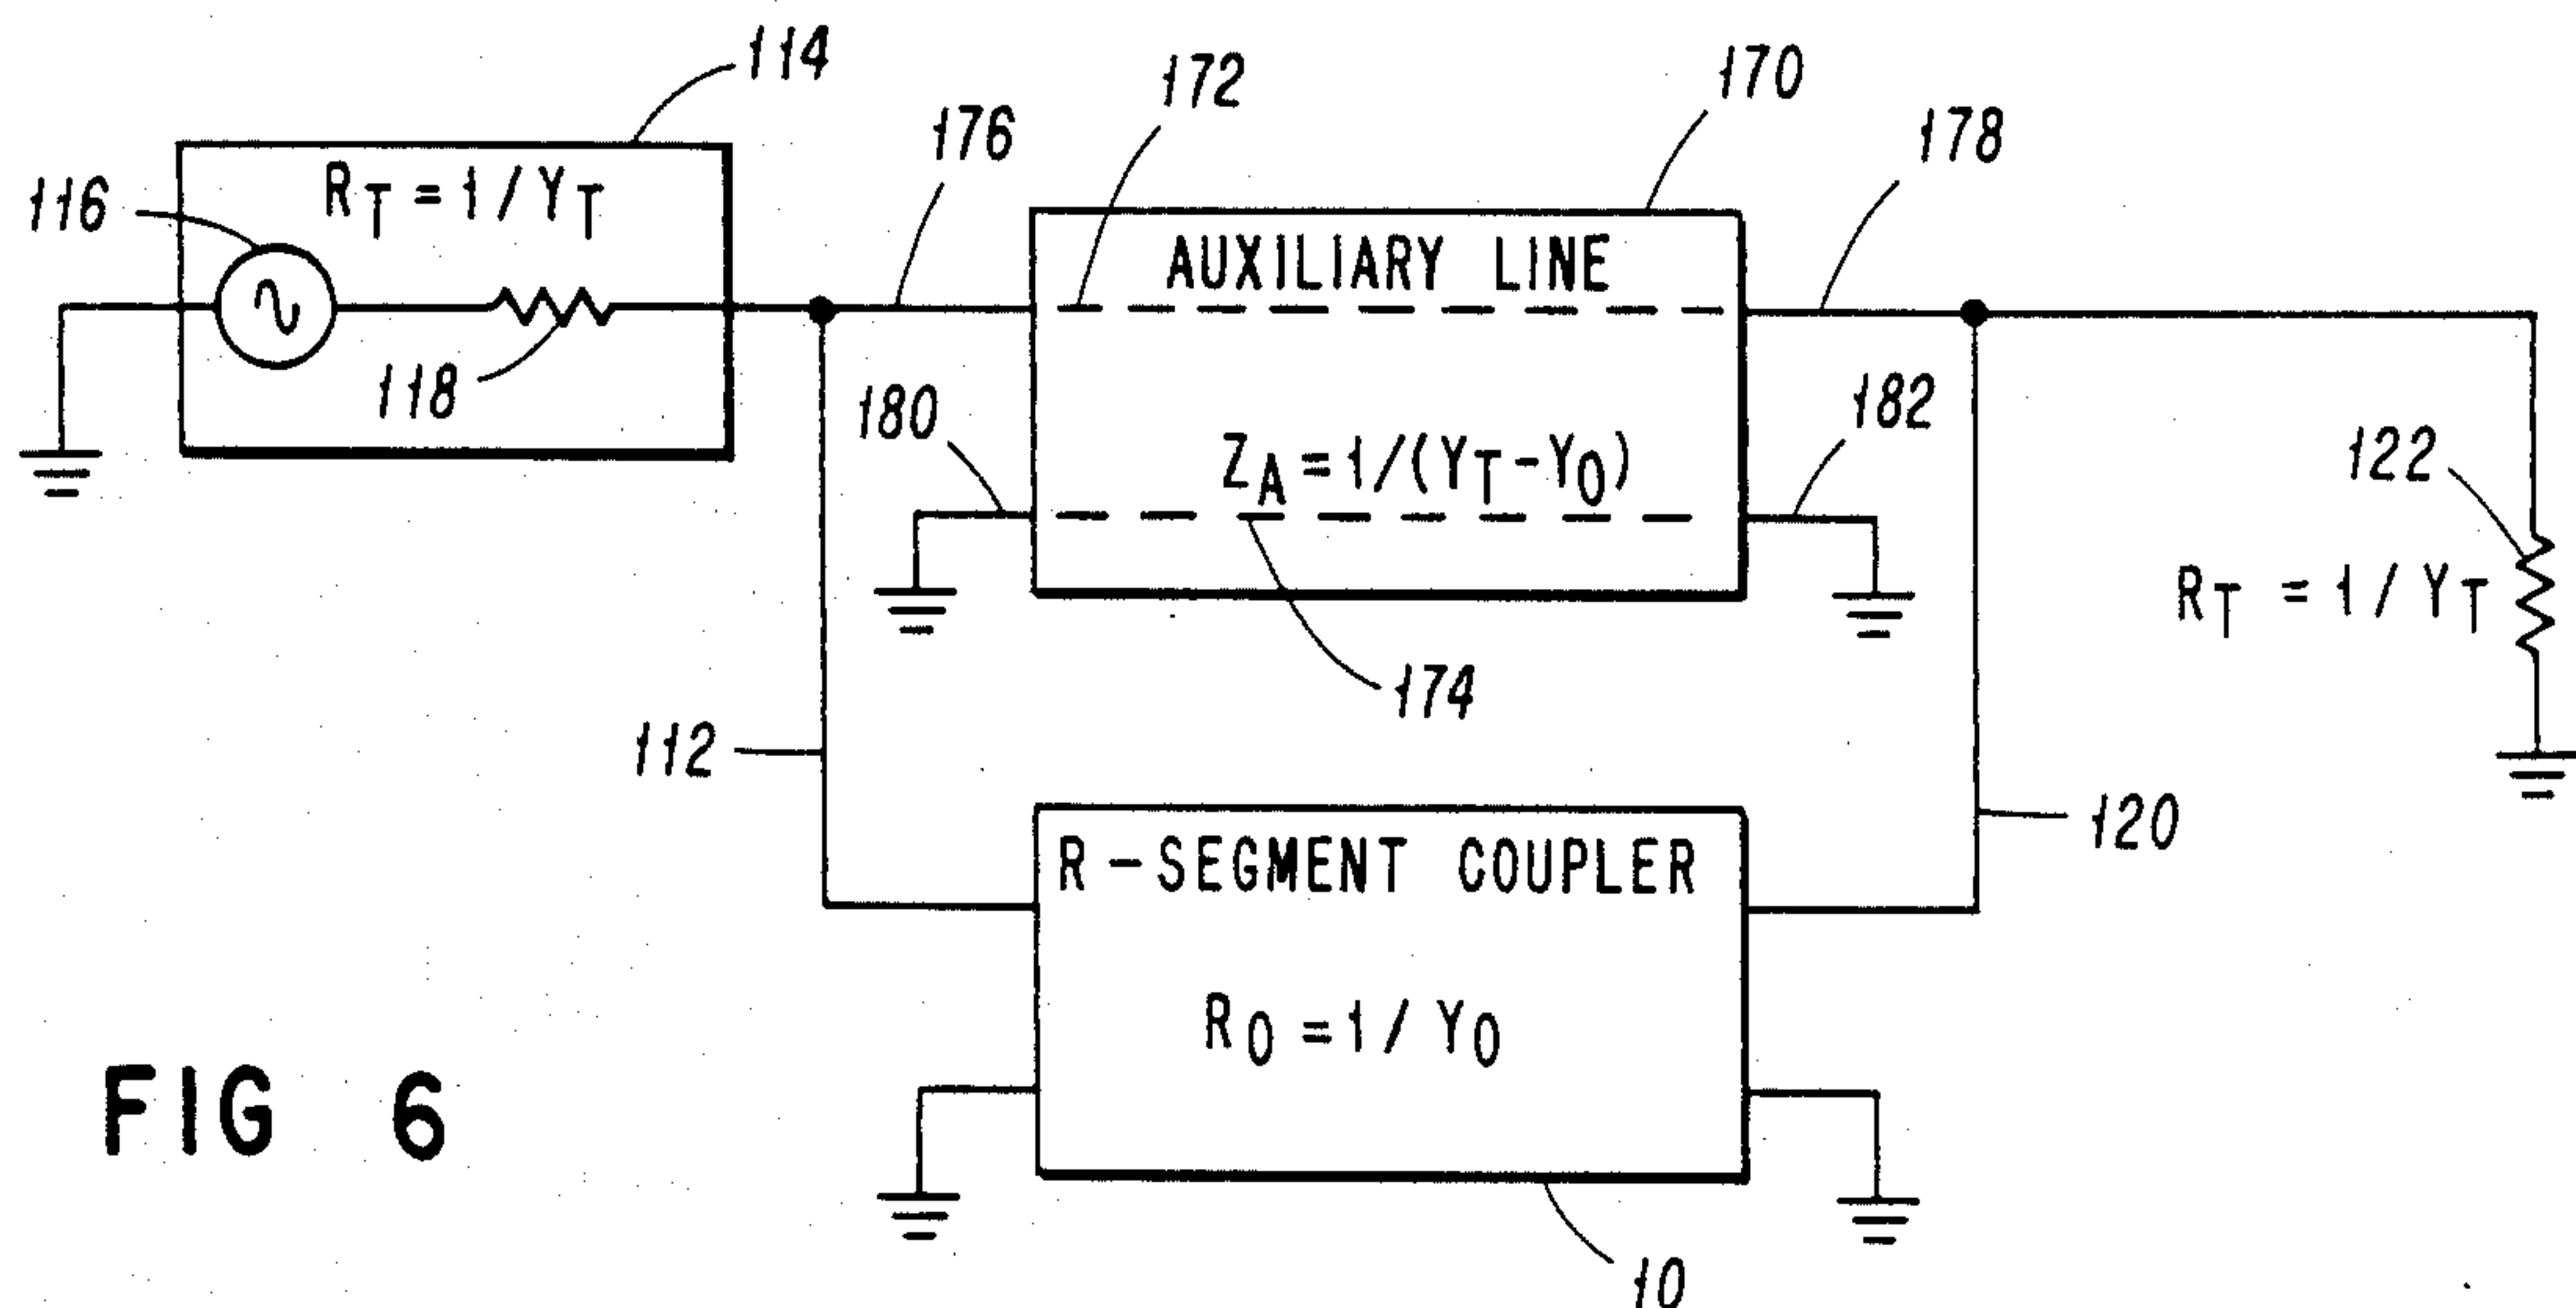 114
172
170
176
178
116
R_T = 1 / Y_T
AUXILIARY LINE
118
180
182
Z_A = 1/(Y_T - Y_0)
122
R_T = 1 / Y_T
174
112
120
R - SEGMENT COUPLER
R_0 = 1 / Y_0
FIG 6
10